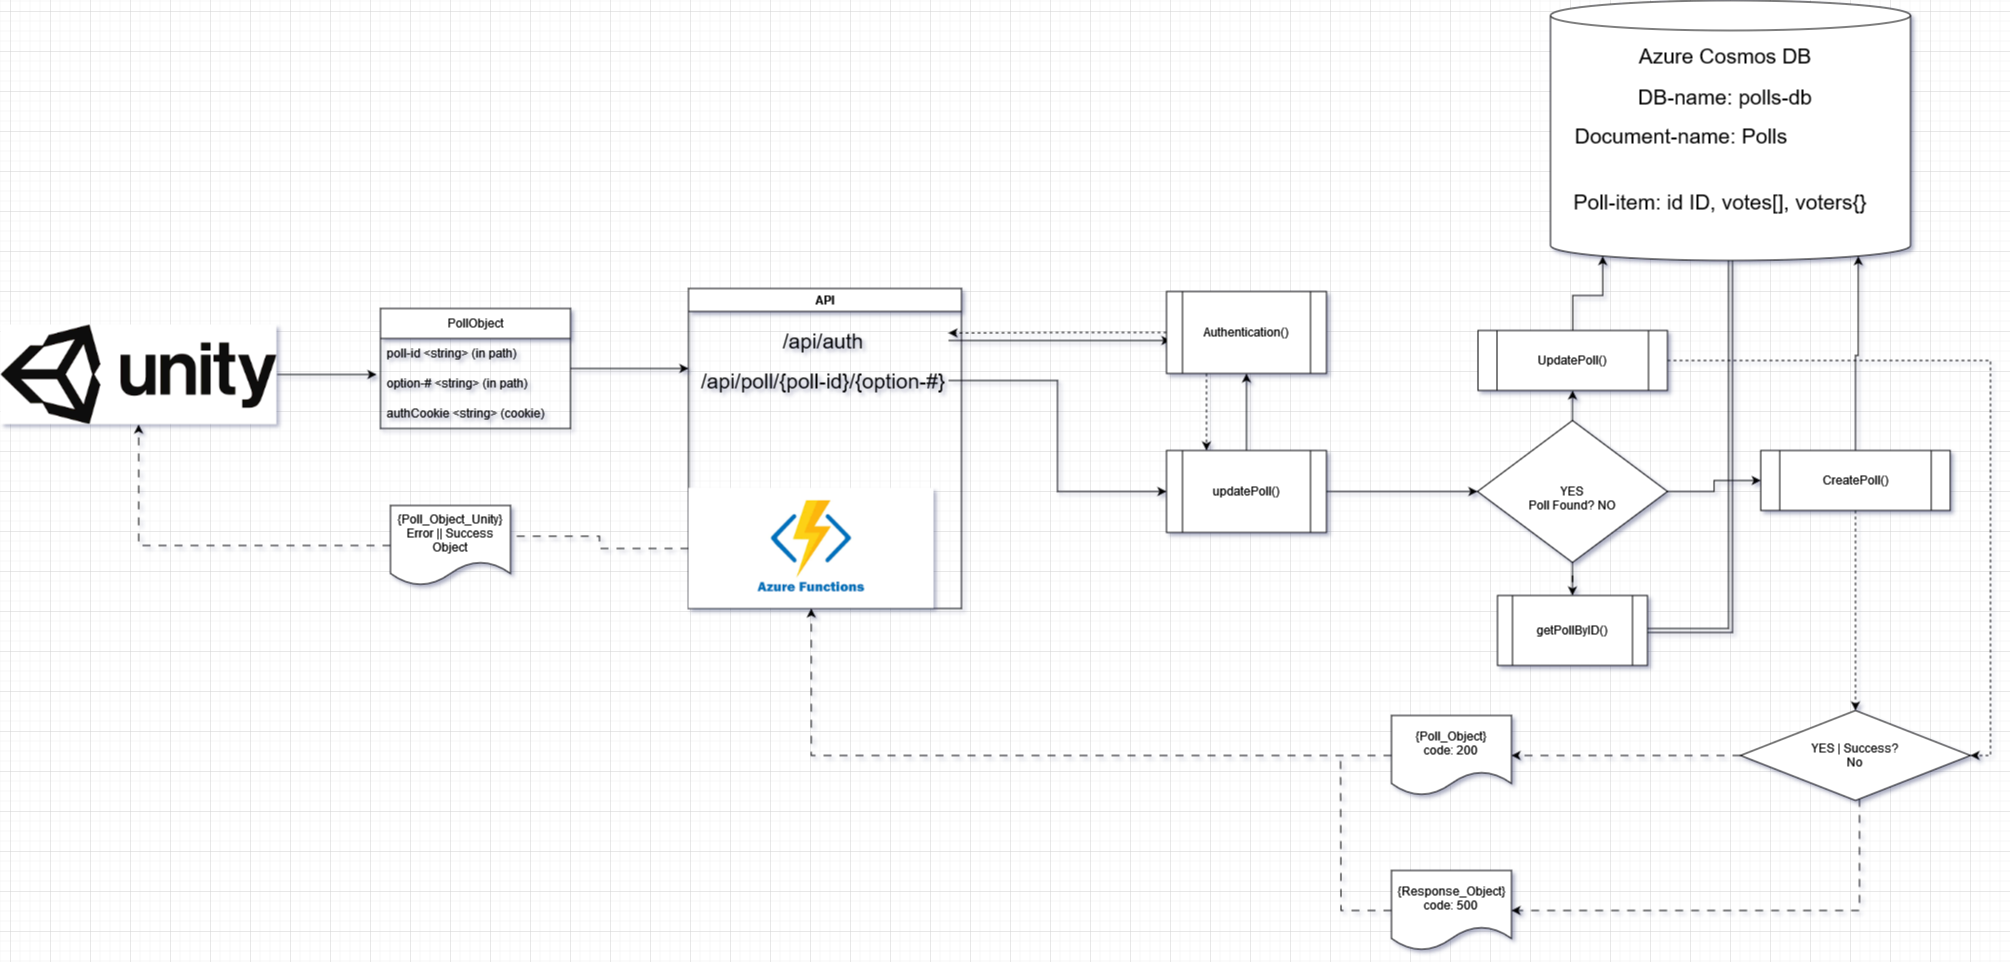 Azure Cosmos DB
DB-name: polls-db
Document-name: Polls
Poll-item: id ID, votes[], voters{}
unity
PollObject
poll-id <string> (in path)
option-# <string> (in path)
authCookie <string> (cookie)
API
/api/auth
/api/poll/{poll-id}/{option-#}
Azure Functions
{Poll_Object_Unity}
Error || Success
Object
Authentication()
updatePoll()
UpdatePoll()
YES
Poll Found? NO
CreatePoll()
getPollByID()
YES | Success?
No
{Poll_Object}
code: 200
{Response_Object}
code: 500